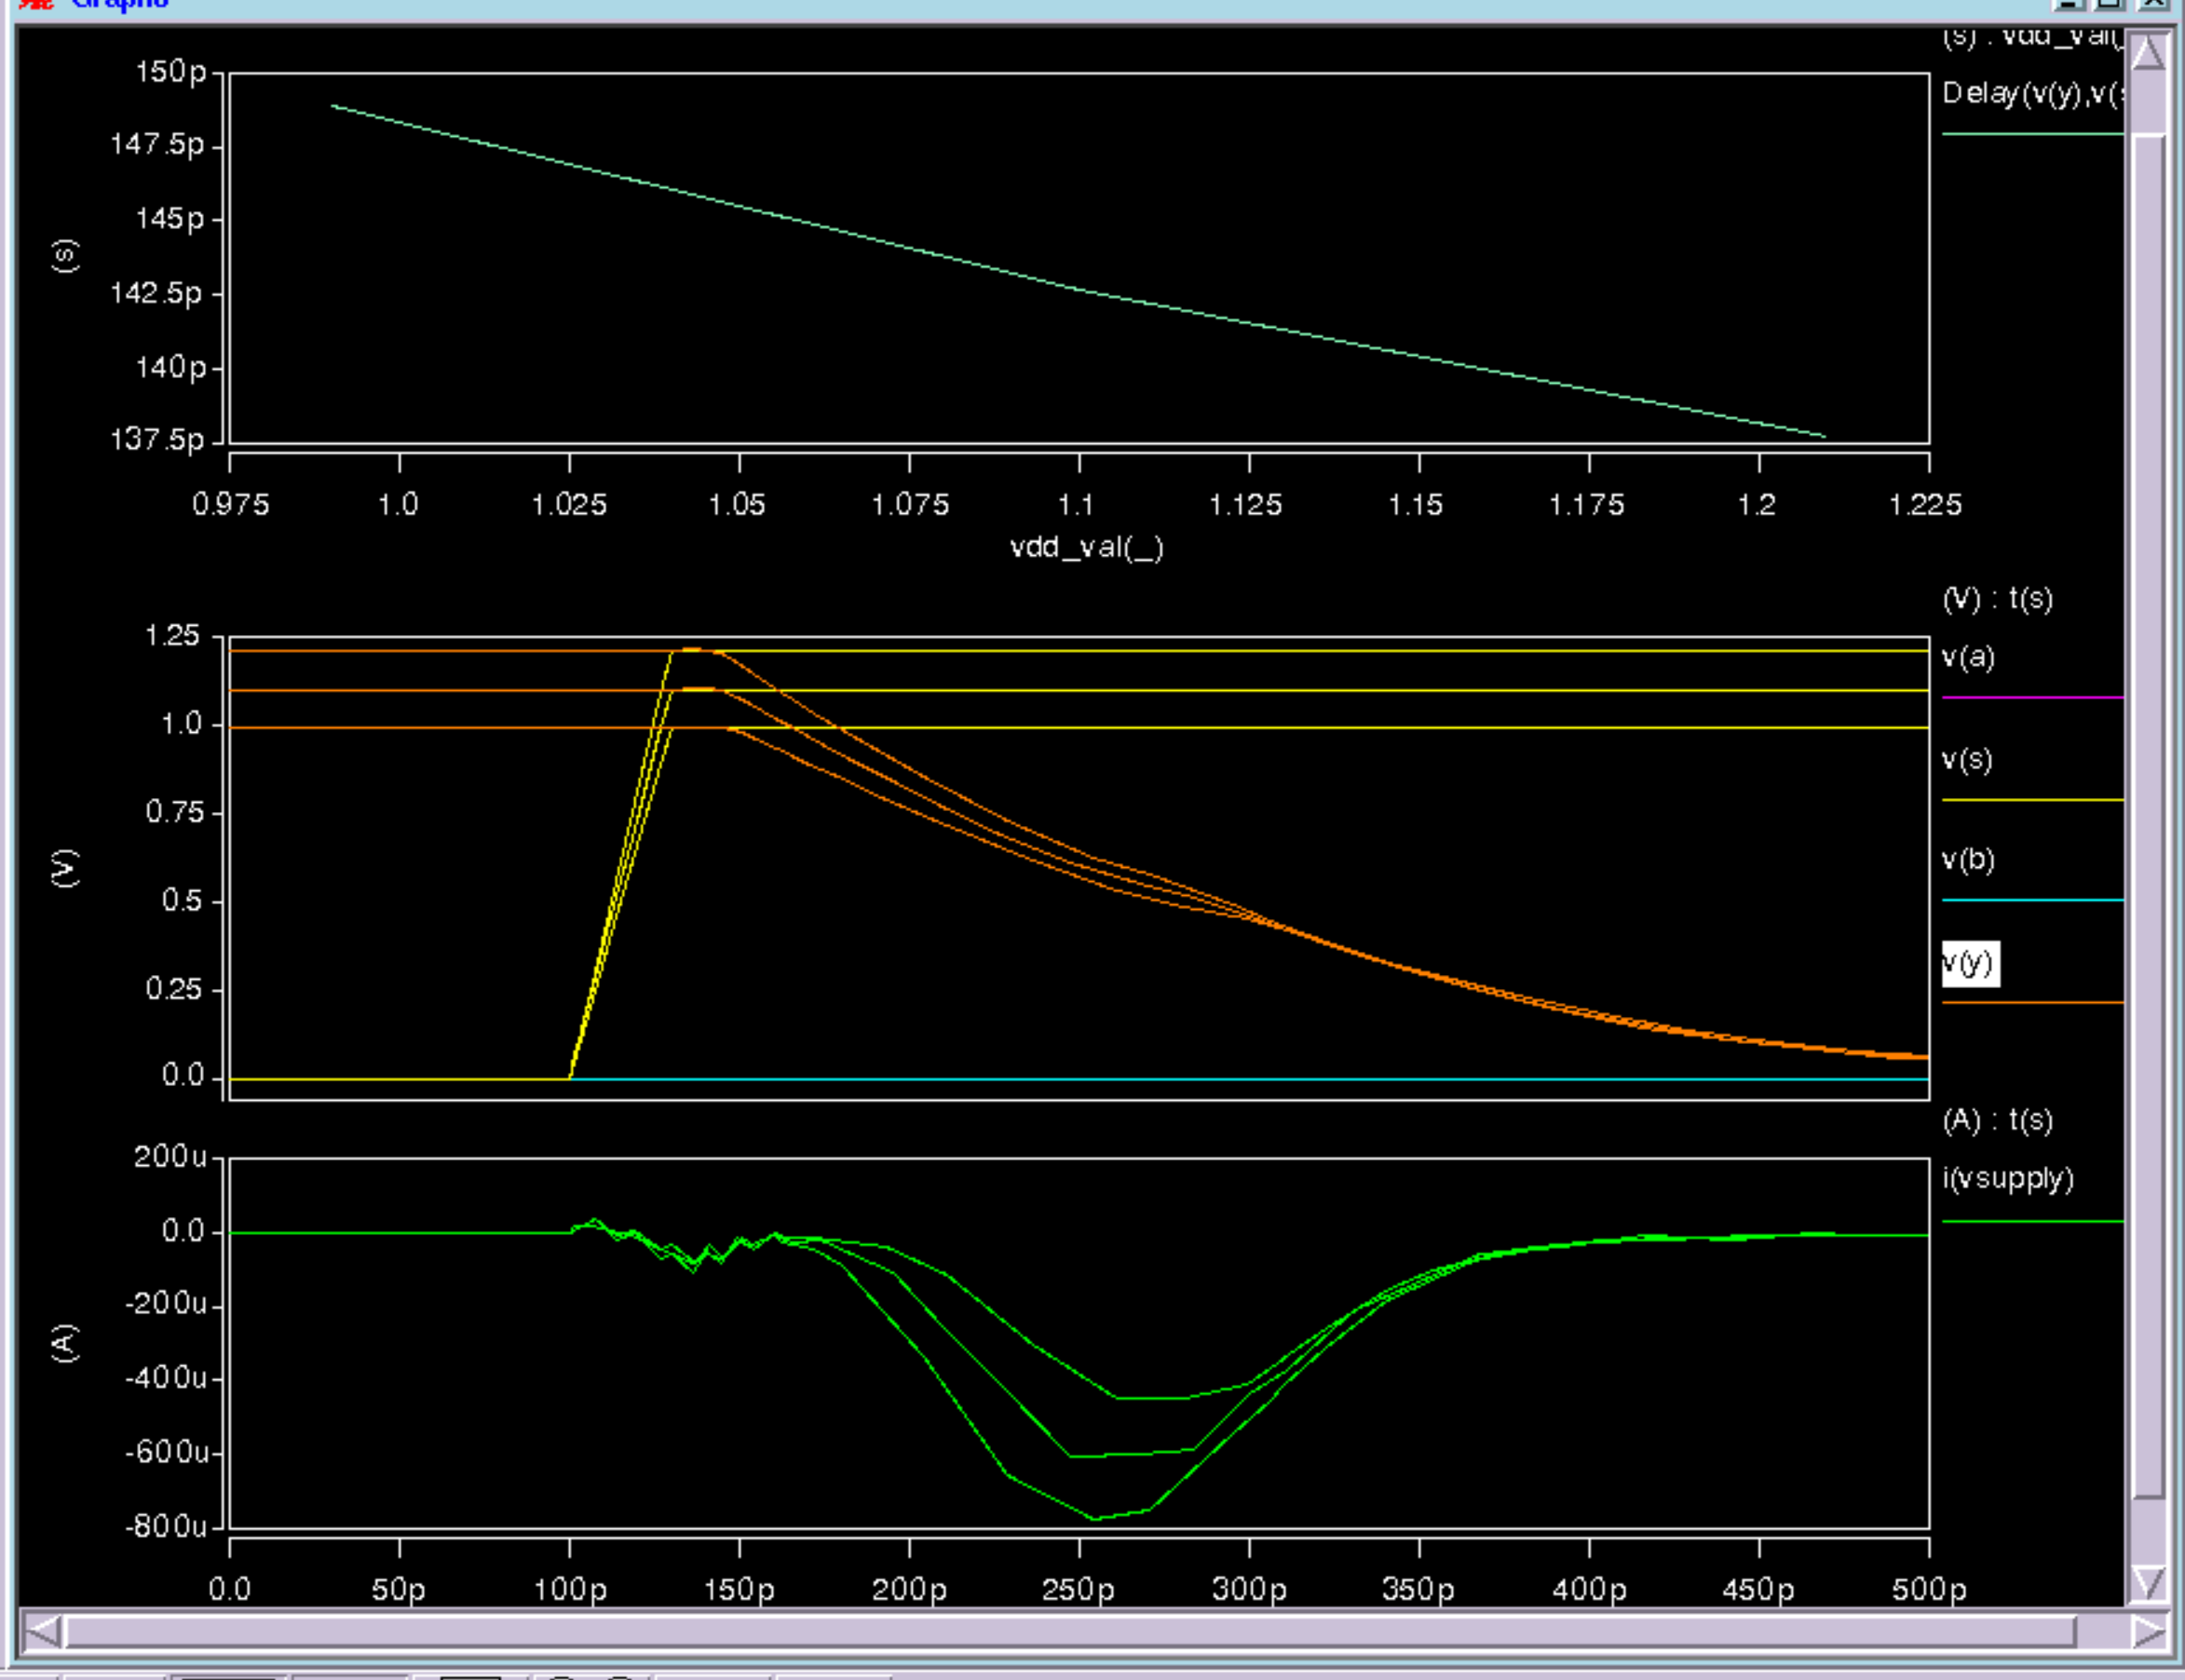 Graph0
(s) : vdd_val(_
Delay(v(y),v(s
150p
147.5p
145p
142.5p
140p
137.5p
(s)
0.975 1.0 1.025 1.05 1.075 1.1 1.125 1.15 1.175 1.2 1.225
vdd_val(_)
(V) : t(s)
v(a)
v(s)
v(b)
v(y)
1.25
1.0
0.75
0.5
0.25
0.0
(V)
(A) : t(s)
i(vsupply)
200u
0.0
-200u
-400u
-600u
-800u
(A)
0.0 50p 100p 150p 200p 250p 300p 350p 400p 450p 500p